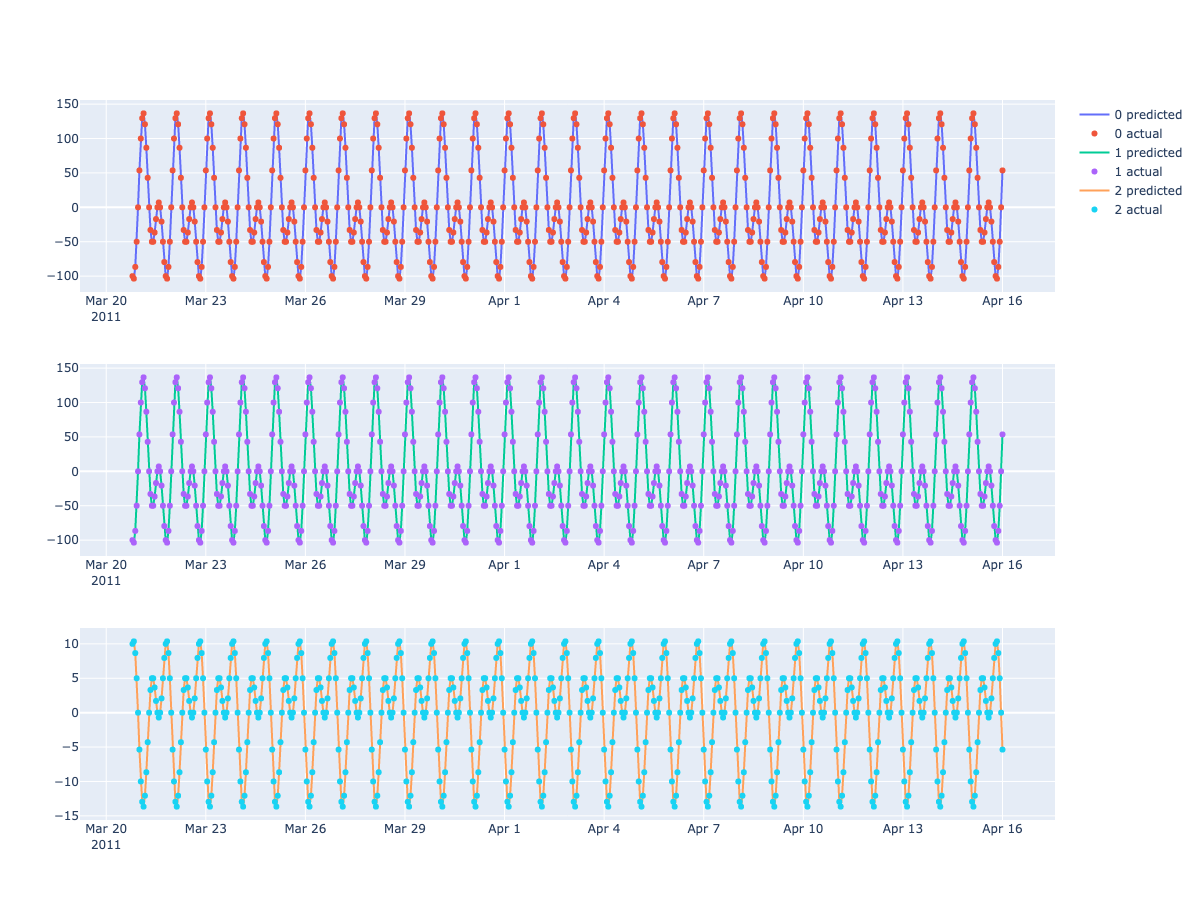 150
100
50
0
−50
−100
Mar 20
2011
Mar 23
Mar 26
Mar 29
Apr 1
Apr 4
Apr 7
Apr 10
Apr 13
Apr 16
0 predicted
0 actual
1 predicted
1 actual
2 predicted
2 actual
150
100
50
0
−50
−100
Mar 20
2011
Mar 23
Mar 26
Mar 29
Apr 1
Apr 4
Apr 7
Apr 10
Apr 13
Apr 16
10
5
0
−5
−10
−15
Mar 20
2011
Mar 23
Mar 26
Mar 29
Apr 1
Apr 4
Apr 7
Apr 10
Apr 13
Apr 16